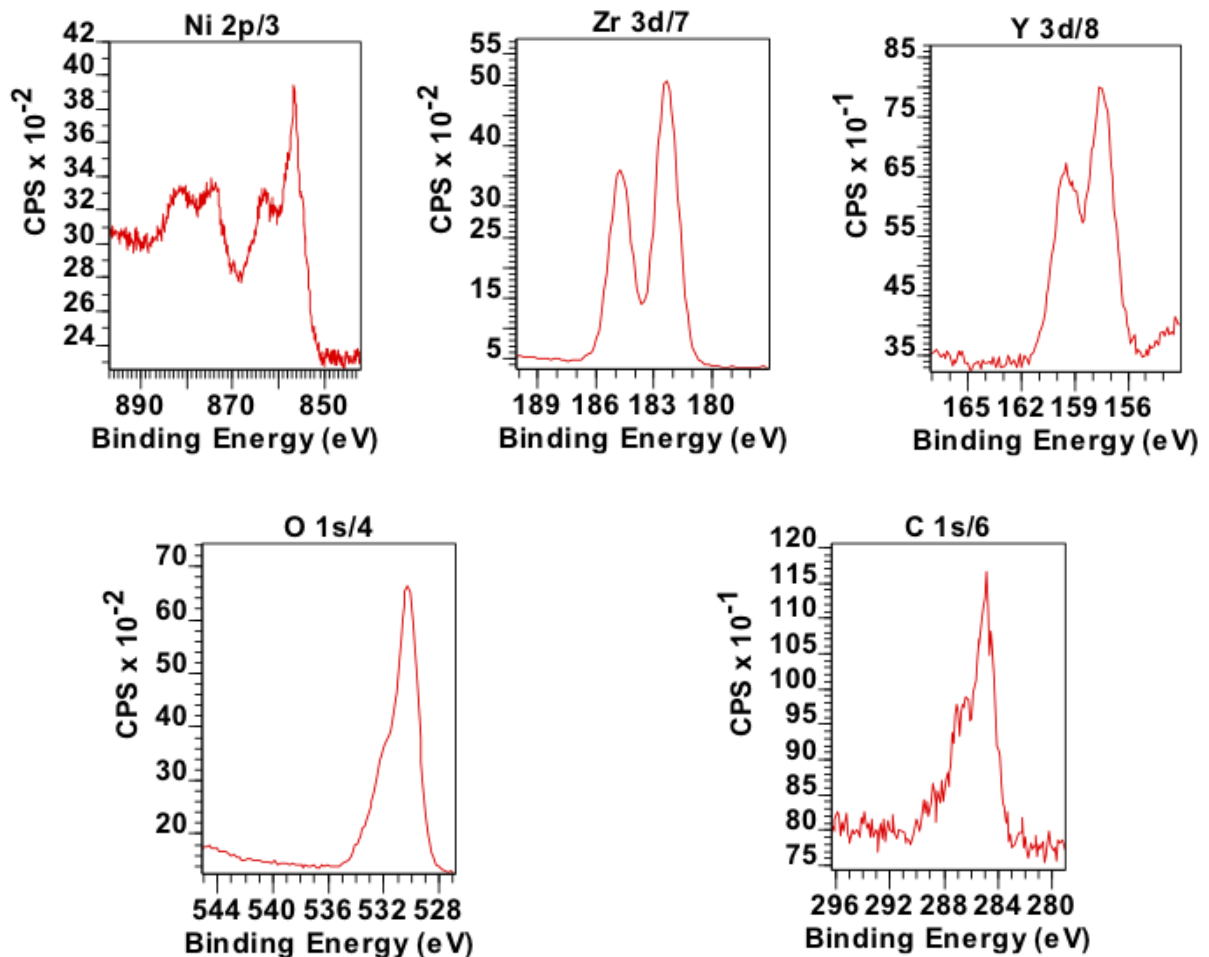 Ni 2p/3
42
40
38
36
34
32
30
28
26
24
CPS x 10-2
890 870 850
Binding Energy (eV)
Zr 3d/7
55
50
40
30
25
15
5
CPS x 10-2
189 186 183 180
Binding Energy (eV)
Y 3d/8
85
75
65
55
45
35
CPS x 10-1
165 162 159 156
Binding Energy (eV)
O 1s/4
70
60
50
40
30
20
CPS x 10-2
544 540 536 532 528
Binding Energy (eV)
C 1s/6
120
115
110
105
100
95
90
85
80
75
CPS x 10-1
296 292 288 284 280
Binding Energy (eV)